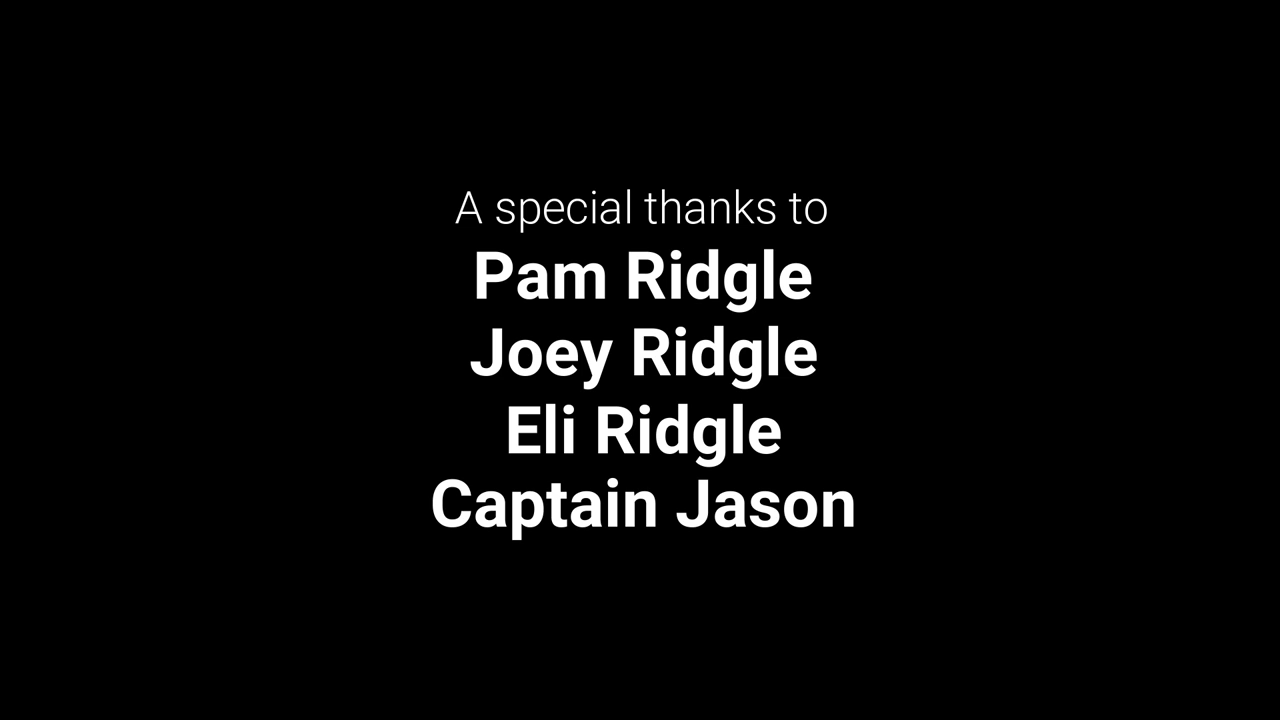 A special thanks to
Pam Ridgle
Joey Ridgle
Eli Ridgle
Captain Jason